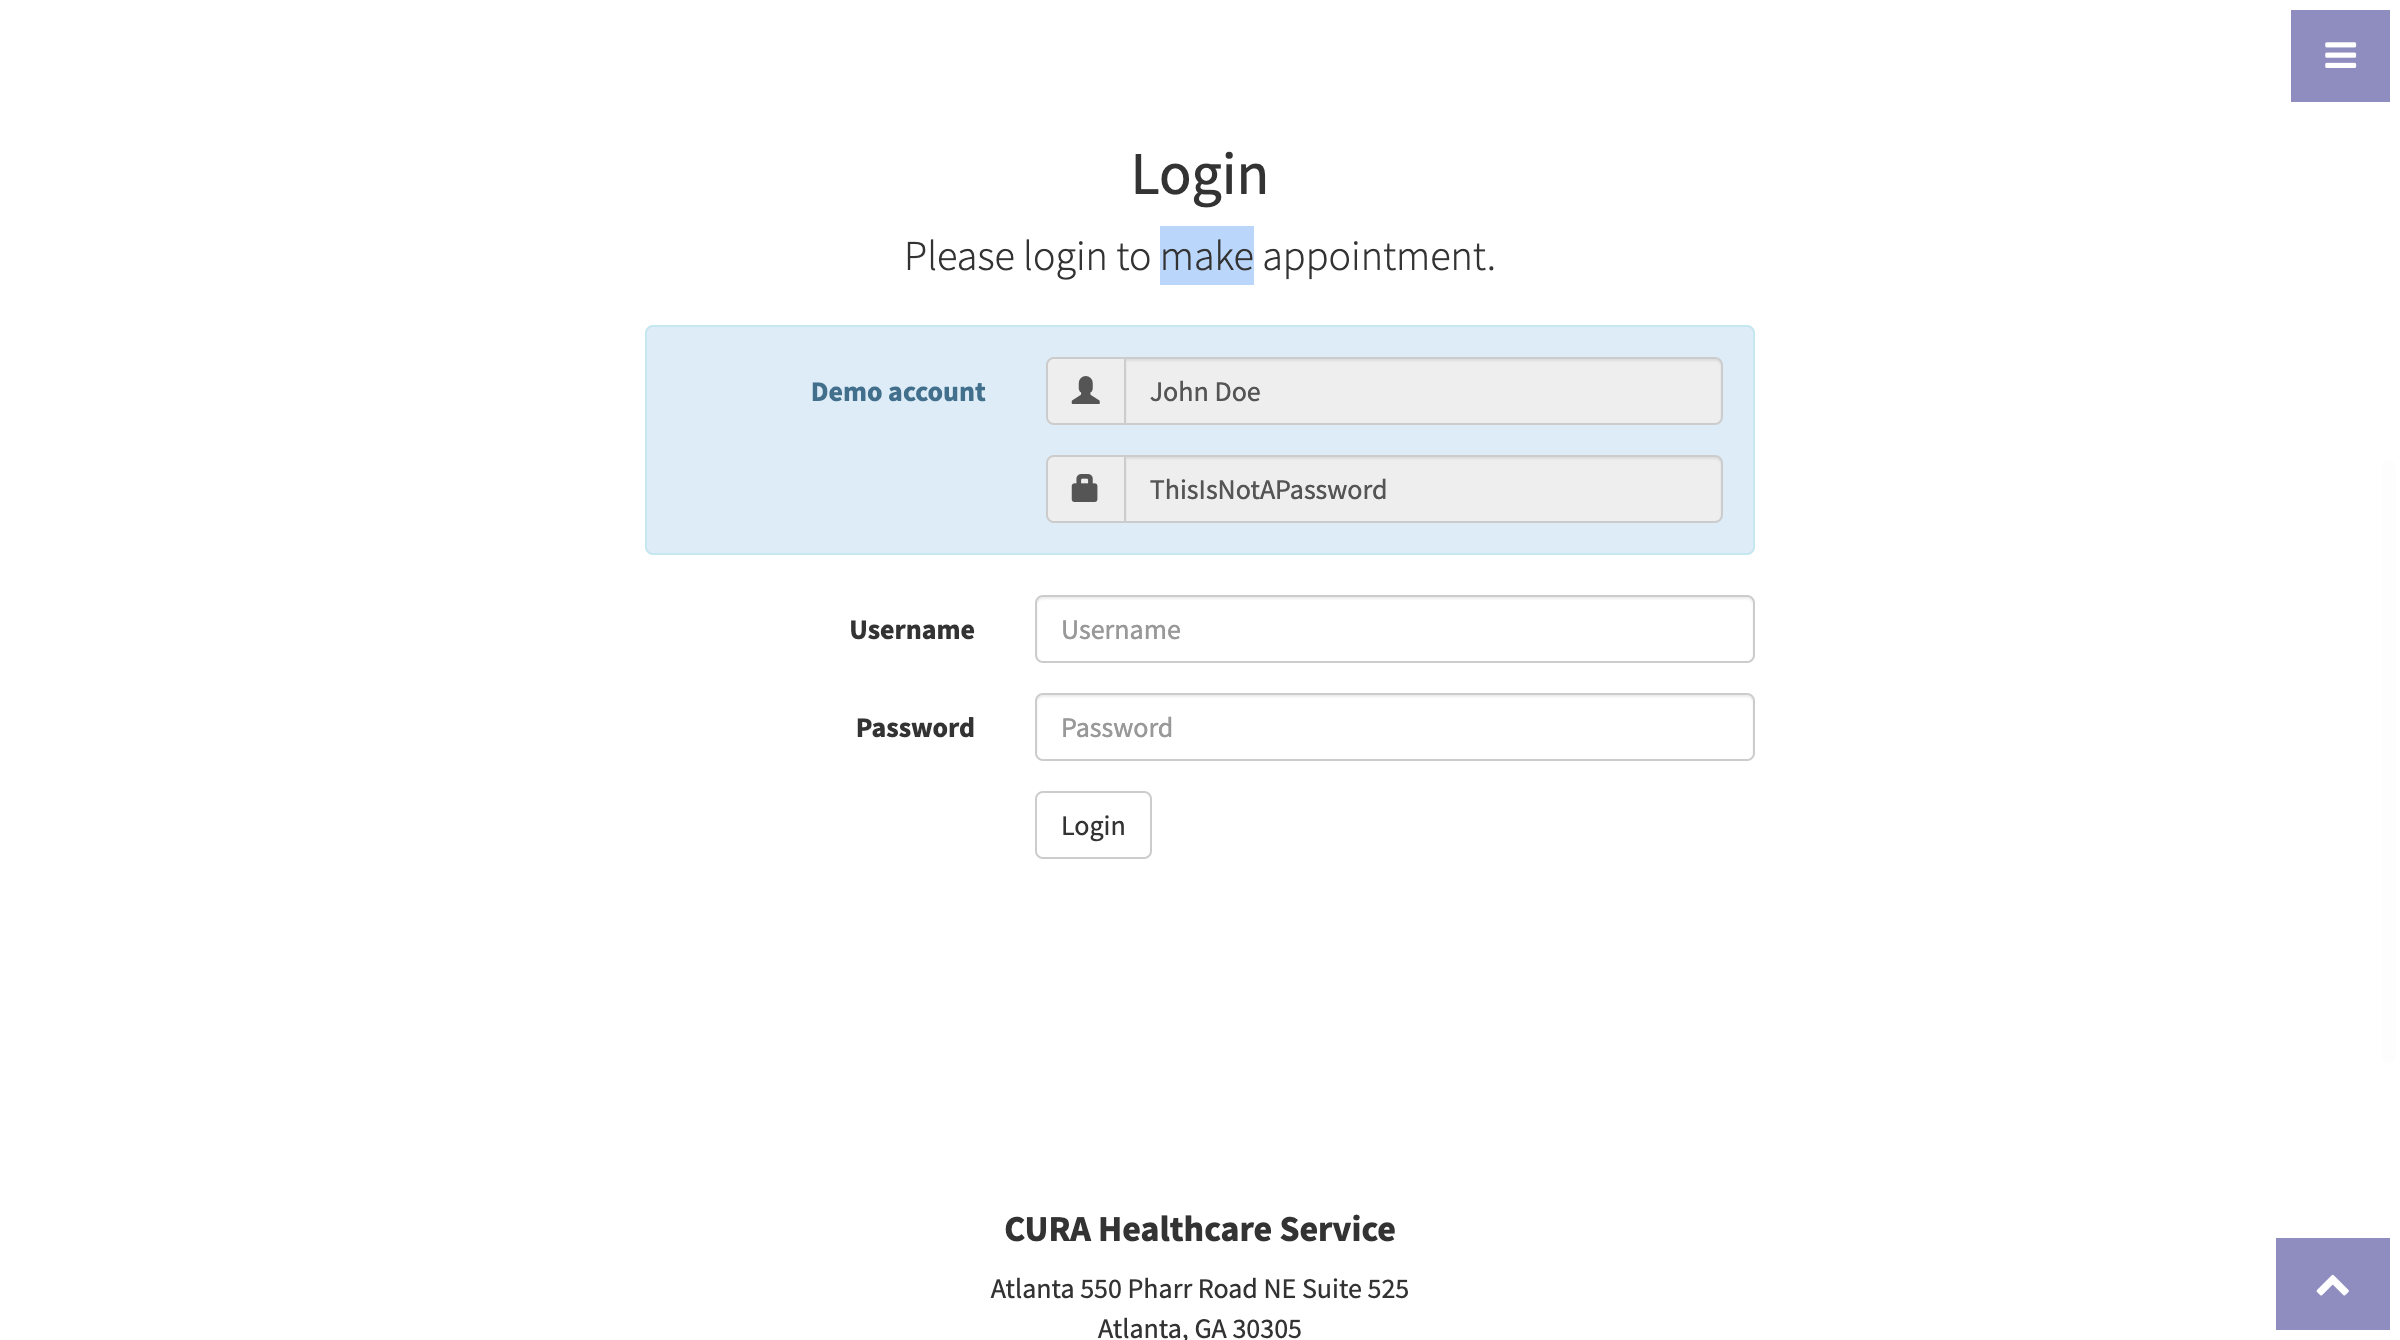 Login
Please login to make appointment.
Demo account
John Doe
ThisIsNotAPassword
Username
Username
Password
Password
Login
CURA Healthcare Service
Atlanta 550 Pharr Road NE Suite 525
Atlanta, GA 30305